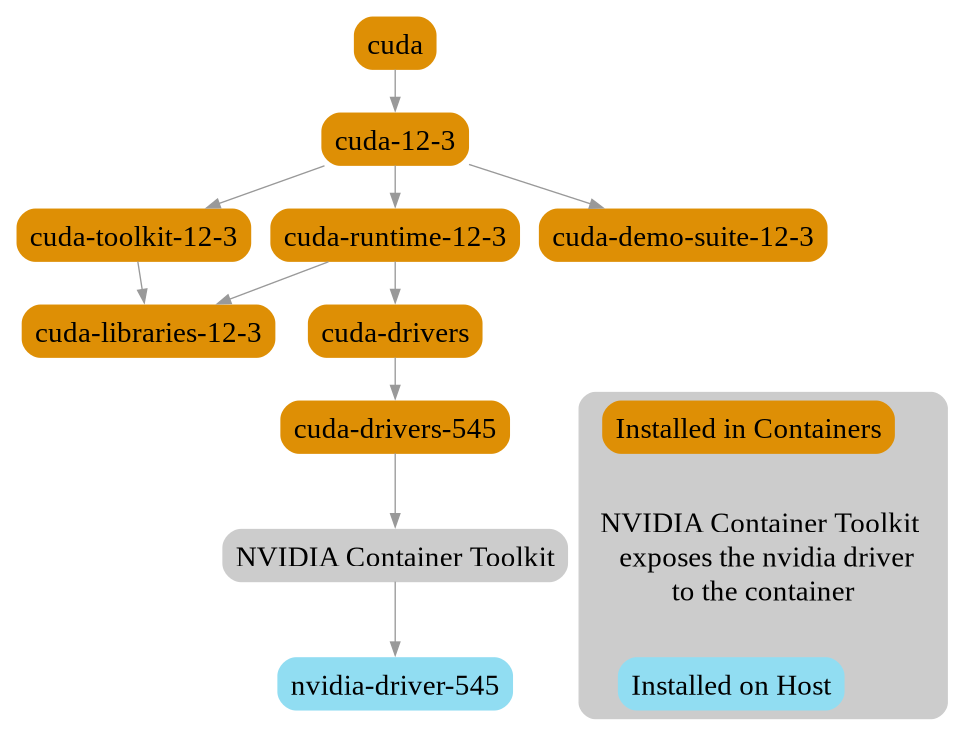 cuda
cuda-12-3
cuda-toolkit-12-3
cuda-runtime-12-3
cuda-demo-suite-12-3
cuda-libraries-12-3
cuda-drivers
cuda-drivers-545
Installed in Containers
NVIDIA Container Toolkit
NVIDIA Container Toolkit
exposes the nvidia driver
to the container
nvidia-driver-545
Installed on Host